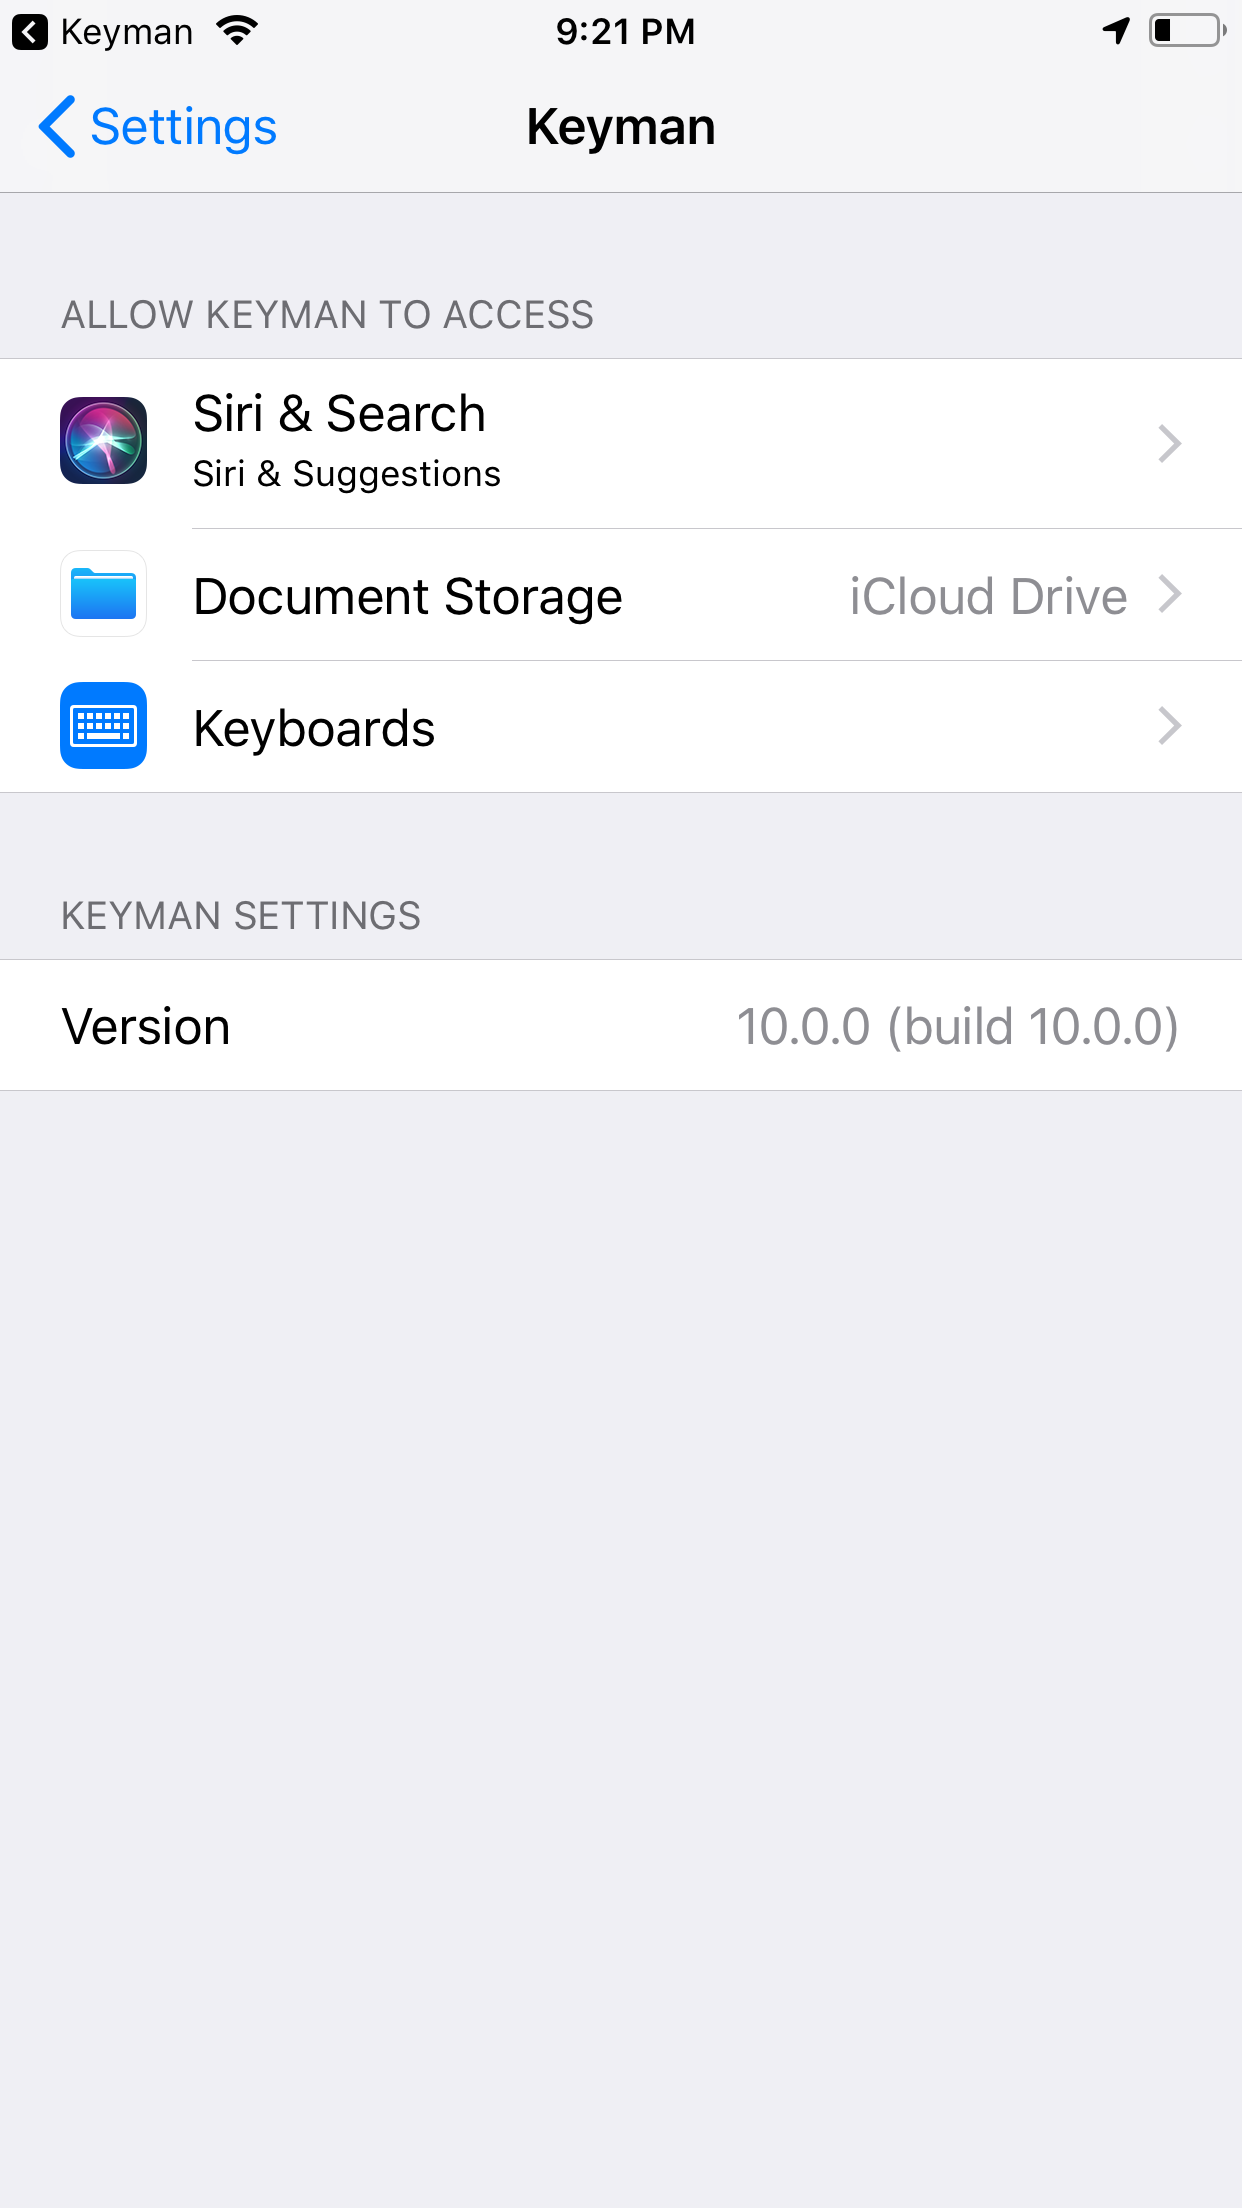 Keyman 9:21 PM
Settings Keyman
ALLOW KEYMAN TO ACCESS
Siri & Search
Siri & Suggestions
Document Storage iCloud Drive
Keyboards
KEYMAN SETTINGS
Version 10.0.0 (build 10.0.0)